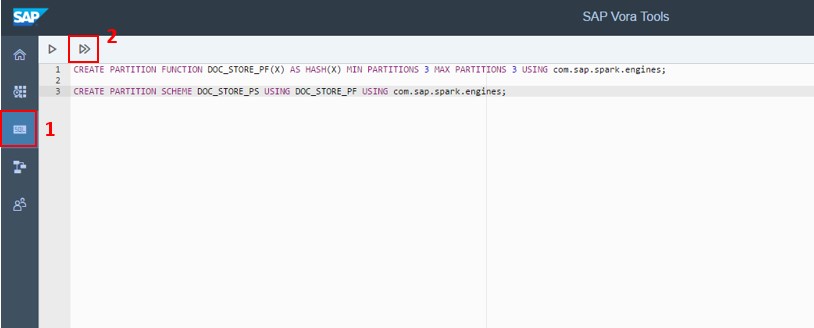 SAP
SAP Vora Tools
2
1 CREATE PARTITION FUNCTION DOC_STORE_PF(X) AS HASH(X) MIN PARTITIONS 3 MAX PARTITIONS 3 USING com.sap.spark.engines;
2
3 CREATE PARTITION SCHEME DOC_STORE_PS USING DOC_STORE_PF USING com.sap.spark.engines;
SQL
1